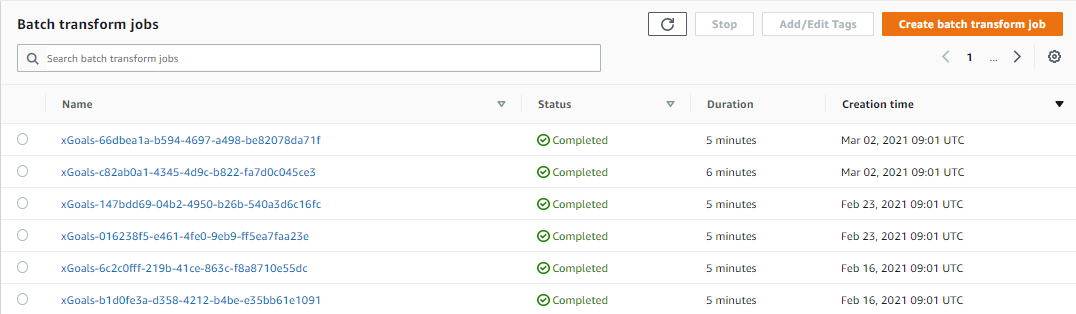 Batch transform jobs
Stop Add/Edit Tags Create batch transform job
Search batch transform jobs
1 ...
Name Status Duration Creation time
xGoals-66dbea1a-b594-4697-a498-be82078da71f Completed 5 minutes Mar 02, 2021 09:01 UTC
xGoals-c82ab0a1-4345-4d9c-b822-fa7d0c045ce3 Completed 6 minutes Mar 02, 2021 09:01 UTC
xGoals-147bdd69-04b2-4950-b26b-540a3d6c16fc Completed 5 minutes Feb 23, 2021 09:01 UTC
xGoals-016238f5-e461-4fe0-9eb9-ff5ea7faa23e Completed 5 minutes Feb 23, 2021 09:01 UTC
xGoals-6c2c0fff-219b-41ce-863c-f8a8710e55dc Completed 5 minutes Feb 16, 2021 09:01 UTC
xGoals-b1d0fe3a-d358-4212-b4be-e35bb61e1091 Completed 5 minutes Feb 16, 2021 09:01 UTC